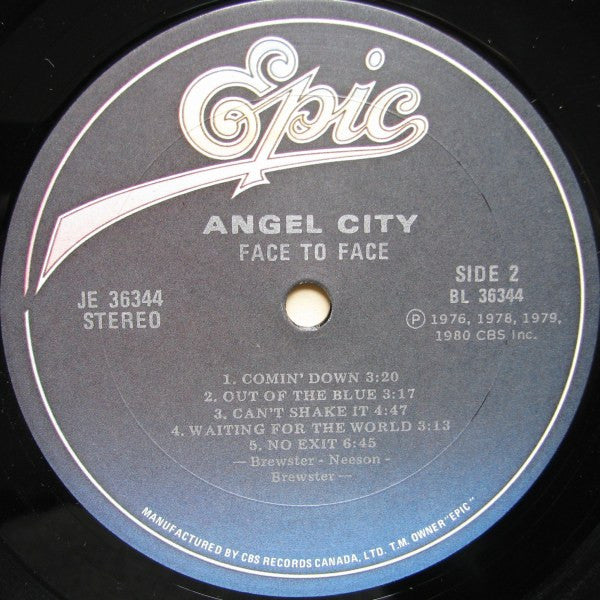 Epic
ANGEL CITY
FACE TO FACE
JE 36344
STEREO
SIDE 2
BL 36344
Ⓟ 1976, 1978, 1979,
1980 CBS Inc.
1. COMIN' DOWN 3:20
2. OUT OF THE BLUE 3:17
3. CAN'T SHAKE IT 4:47
4. WAITING FOR THE WORLD 3:13
5. NO EXIT 6:45
— Brewster - Neeson -
Brewster —
MANUFACTURED BY CBS RECORDS CANADA, LTD. T.M. OWNER "EPIC"